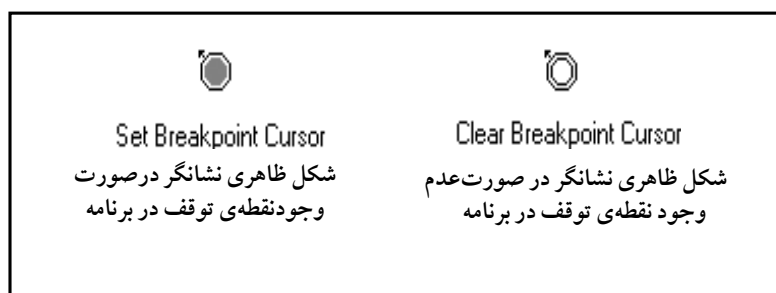 Set Breakpoint Cursor
شکل ظاهری نشانگر درصورت
وجودنقطه‌ی توقف در برنامه
Clear Breakpoint Cursor
شکل ظاهری نشانگر در صورت‌عدم
وجود نقطه‌ی توقف در برنامه